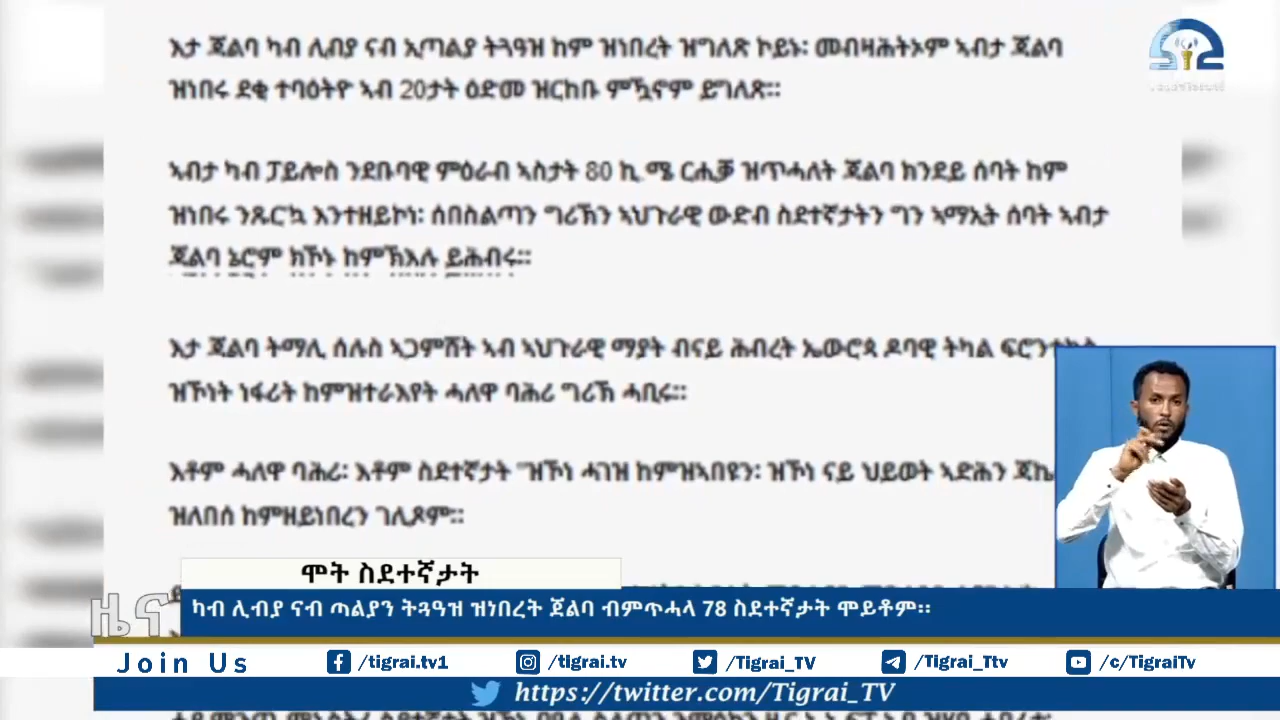 እታ ጀልባ ካብ ሊብያ ናብ ኢጣልያ ትጓዓዝ ከም ዝነበረት ዝግለጽ ኮይኑ፡ መብዛሕትኦም ኣብታ ጀልባ
ዝነበሩ ደቂ ተባዕትዮ ኣብ 20ታት ዕድመ ዝርከቡ ምዃኖም ይግለጽ።
ኣብታ ካብ ፓይሎስ ንደቡባዊ ምዕራብ ኣስታት 80 ኪ.ሜ ርሒቓ ዝጥሓለት ጀልባ ክንደይ ሰባት ከም
ዝነበሩ ንጹርኳ እንተዘይኮነ፡ ሰበስልጣን ግሪኽን ኣህጉራዊ ውድብ ስደተኛታትን ግን ኣማኢት ሰባት ኣብታ
ጀልባ ኔሮም ክኾኑ ከምኽእሉ ይሕብሩ።
እታ ጀልባ ትማሊ ሰሉስ ኣጋምሸት ኣብ ኣህጉራዊ ማያት ብናይ ሕብረት ኤውሮጳ ዶባዊ ትካል
ዝኾነት ነፋሪት ከምዝተራእየት ሓለዋ ባሕሪ ግሪኽ ሓቢሩ።
እቶም ሓለዋ ባሕሪ፡ እቶም ስደተኛታት "ዝኾነ ሓገዝ ከምዝኣበዩን፡ ዝኾነ ናይ ህይወት ኣድሕን
ዝለበሰ ከምዘይነበረን ገሊጾም።
ሞት ስደተኛታት
ዜና
ካብ ሊብያ ናብ ጣልያን ትጓዓዝ ዝነበረት ጀልባ ብምጥሓላ 78 ስደተኛታት ሞይቶም።
Join Us /tigrai.tv1 /tigrai.tv /Tigrai_TV /Tigrai_Ttv /c/TigraiTv
https://twitter.com/Tigrai_TV